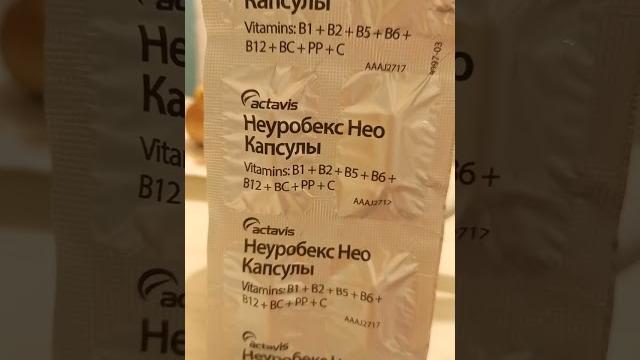 Капсулы
Vitamins: B1 + B2 + B5 + B6 +
B12 + BC + PP + C
AAAJ2717
actavis
Неуробекс Нео
Капсулы
Vitamins: B1 + B2 + B5 + B6 +
B12 + BC + PP + C
AAAJ2717
actavis
Неуробекс Нео
Капсулы
Vitamins: B1 + B2 + B5 + B6 +
B12 + BC + PP + C
AAAJ2717
actavis
Неуробекс Нео